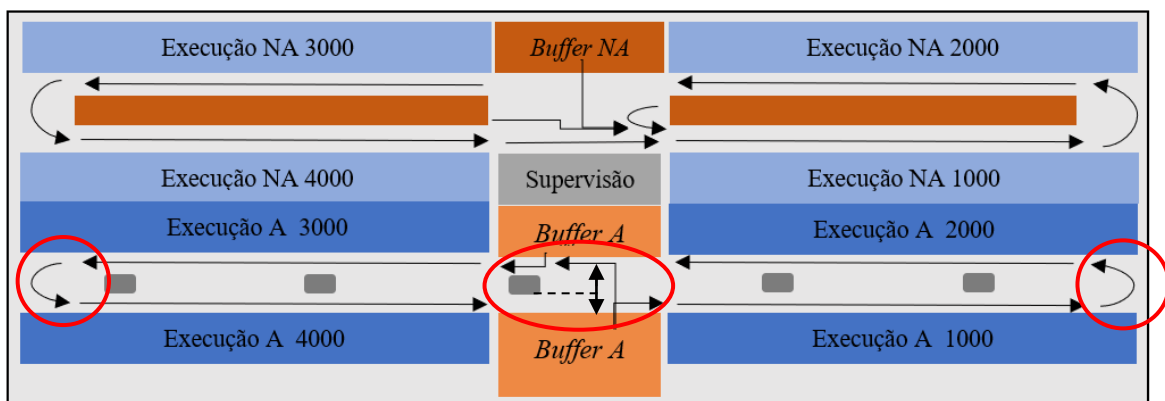 Execução NA 3000
Buffer NA
Execução NA 2000
Execução NA 4000
Supervisão
Execução NA 1000
Execução A  3000
Buffer A
Execução A  2000
Execução A  4000
Buffer A
Execução A  1000